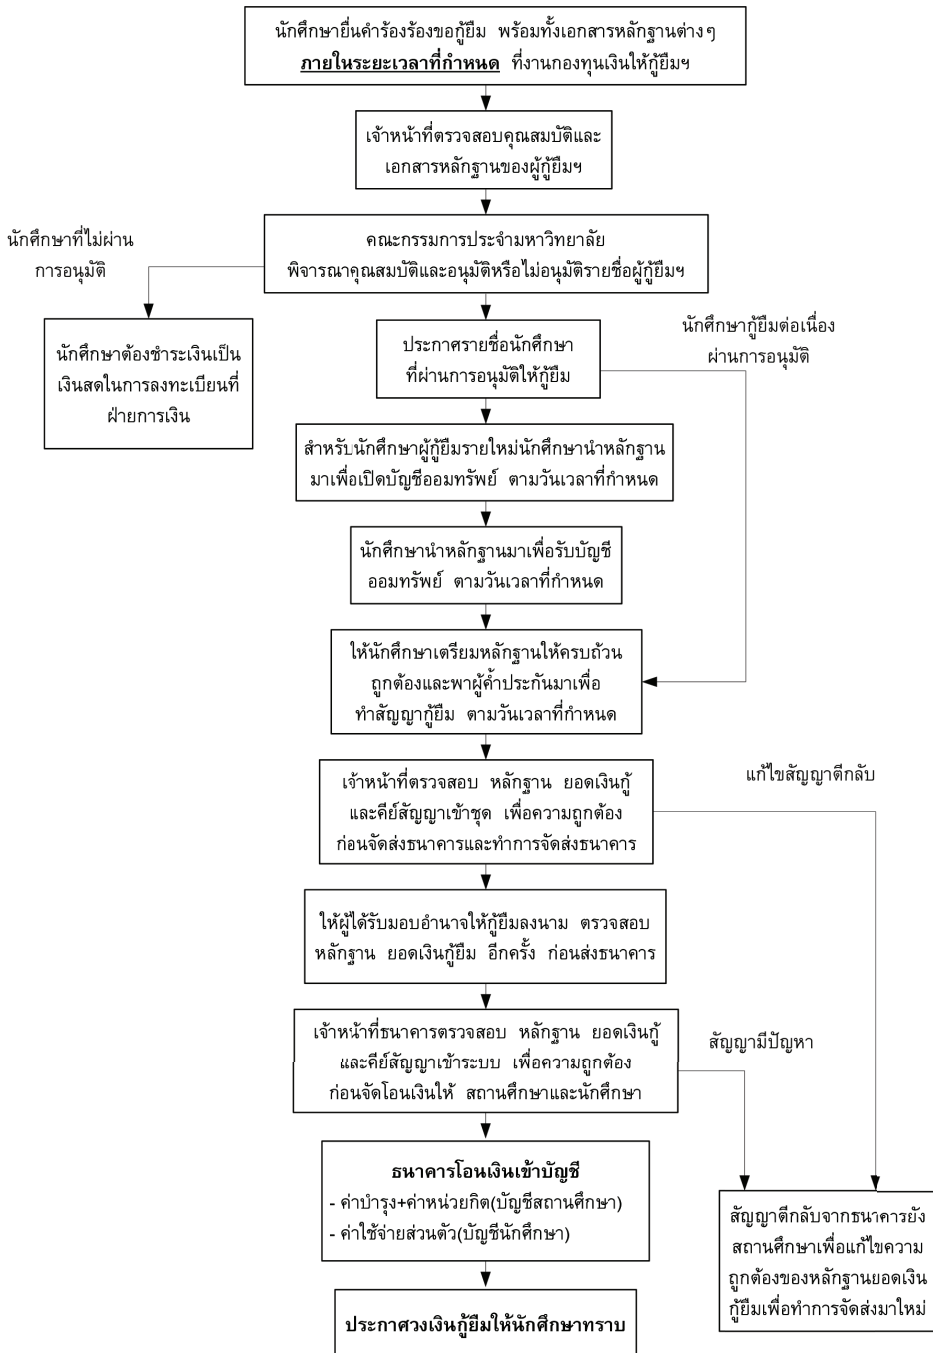 นักศึกษายื่นคำร้องร้องขอกู้ยืม พร้อมทั้งเอกสารหลักฐานต่างๆ
ภายในระยะเวลาที่กำหนด ที่งานกองทุนเงินให้กู้ยืมฯ
เจ้าหน้าที่ตรวจสอบคุณสมบัติและ
เอกสารหลักฐานของผู้กู้ยืมฯ
นักศึกษาที่ไม่ผ่าน
การอนุมัติ
คณะกรรมการประจำมหาวิทยาลัย
พิจารณาคุณสมบัติและอนุมัติหรือไม่อนุมัติรายชื่อผู้กู้ยืมฯ
นักศึกษาต้องชำระเงินเป็น
เงินสดในการลงทะเบียนที่
ฝ่ายการเงิน
ประกาศรายชื่อนักศึกษา
ที่ผ่านการอนุมัติให้กู้ยืม
นักศึกษากู้ยืมต่อเนื่อง
ผ่านการอนุมัติ
สำหรับนักศึกษาผู้กู้ยืมรายใหม่นักศึกษานำหลักฐาน
มาเพื่อเปิดบัญชีออมทรัพย์ ตามวันเวลาที่กำหนด
นักศึกษานำหลักฐานมาเพื่อรับบัญชี
ออมทรัพย์ ตามวันเวลาที่กำหนด
ให้นักศึกษาเตรียมหลักฐานให้ครบถ้วน
ถูกต้องและพาผู้ค้ำประกันมาเพื่อ
ทำสัญญากู้ยืม ตามวันเวลาที่กำหนด
เจ้าหน้าที่ตรวจสอบ หลักฐาน ยอดเงินกู้
และคีย์สัญญาเข้าชุด เพื่อความถูกต้อง
ก่อนจัดส่งธนาคารและทำการจัดส่งธนาคาร
แก้ไขสัญญาตีกลับ
ให้ผู้ได้รับมอบอำนาจให้กู้ยืมลงนาม ตรวจสอบ
หลักฐาน ยอดเงินกู้ยืม อีกครั้ง ก่อนส่งธนาคาร
เจ้าหน้าที่ธนาคารตรวจสอบ หลักฐาน ยอดเงินกู้
และคีย์สัญญาเข้าระบบ เพื่อความถูกต้อง
ก่อนจัดโอนเงินให้ สถานศึกษาและนักศึกษา
สัญญามีปัญหา
ธนาคารโอนเงินเข้าบัญชี
- ค่าบำรุง+ค่าหน่วยกิต(บัญชีสถานศึกษา)
- ค่าใช้จ่ายส่วนตัว(บัญชีนักศึกษา)
สัญญาตีกลับจากธนาคารยัง
สถานศึกษาเพื่อแก้ไขความ
ถูกต้องของหลักฐานยอดเงิน
กู้ยืมเพื่อทำการจัดส่งมาใหม่
ประกาศวงเงินกู้ยืมให้นักศึกษาทราบ